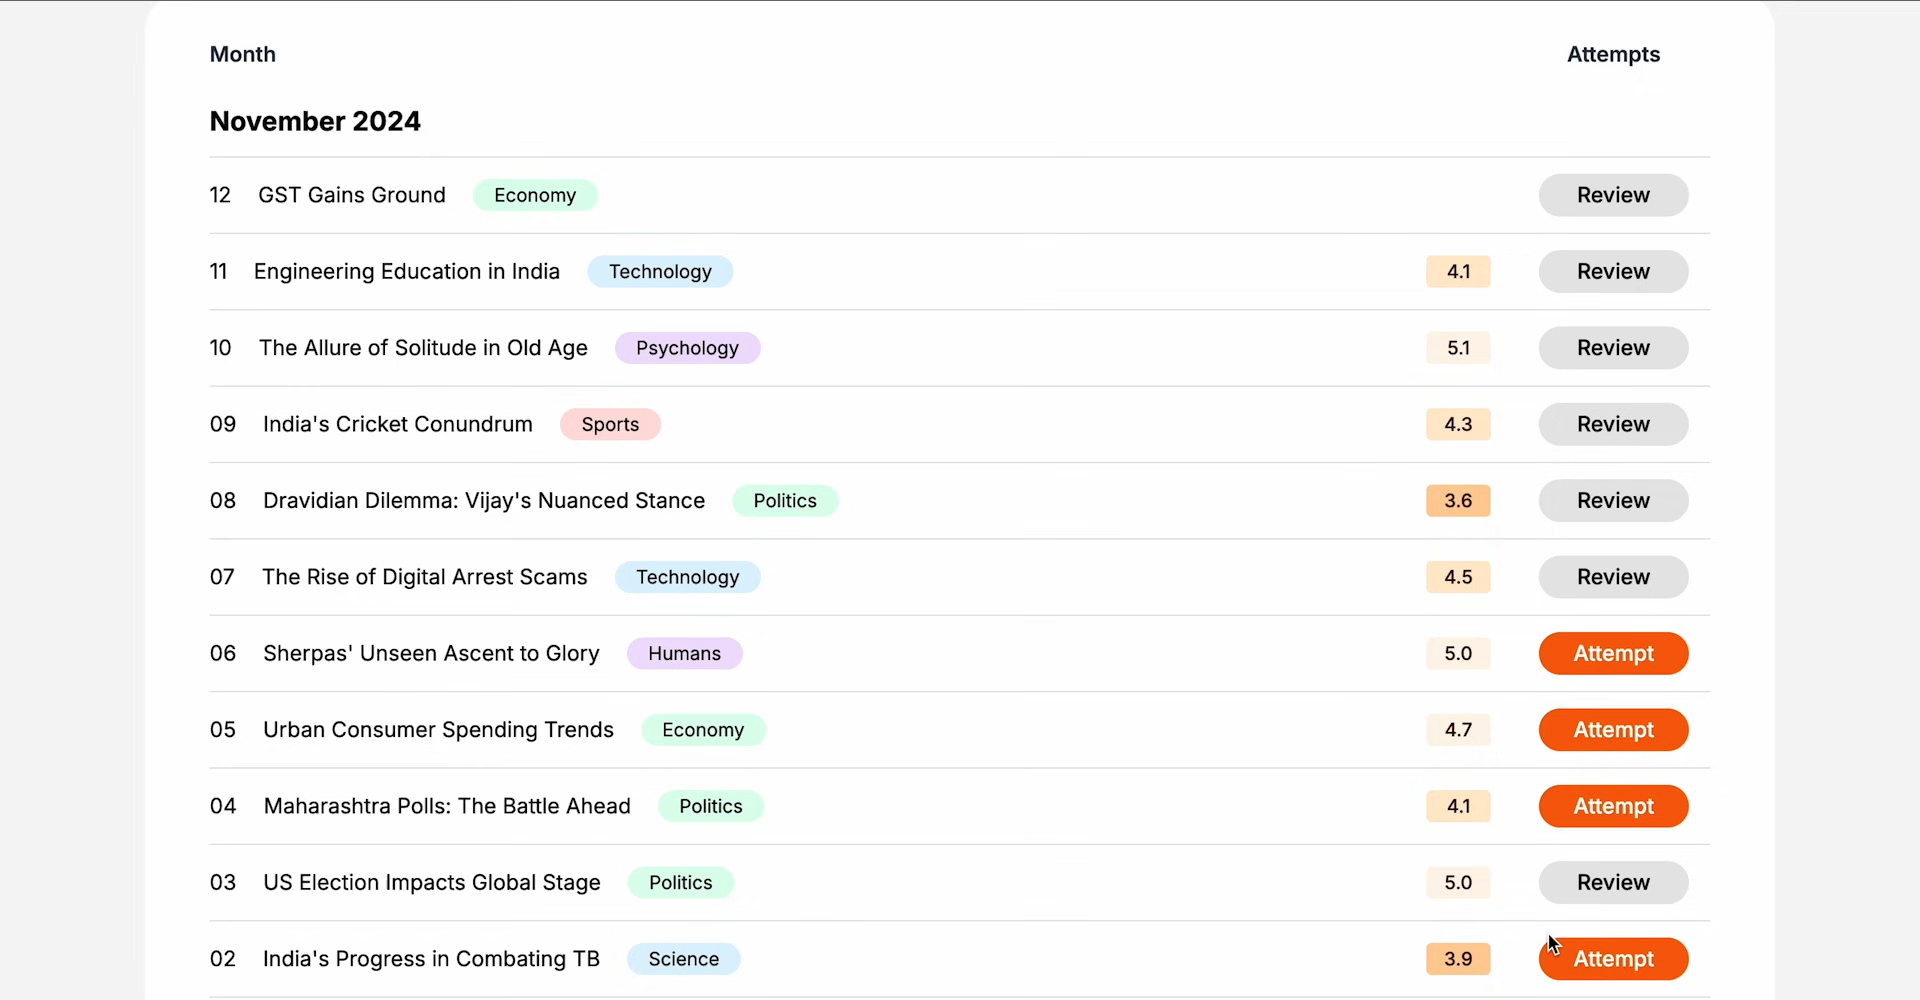 Month Attempts
November 2024
12 GST Gains Ground Economy Review
11 Engineering Education in India Technology 4.1 Review
10 The Allure of Solitude in Old Age Psychology 5.1 Review
09 India's Cricket Conundrum Sports 4.3 Review
08 Dravidian Dilemma: Vijay's Nuanced Stance Politics 3.6 Review
07 The Rise of Digital Arrest Scams Technology 4.5 Review
06 Sherpas' Unseen Ascent to Glory Humans 5.0 Attempt
05 Urban Consumer Spending Trends Economy 4.7 Attempt
04 Maharashtra Polls: The Battle Ahead Politics 4.1 Attempt
03 US Election Impacts Global Stage Politics 5.0 Review
02 India's Progress in Combating TB Science 3.9 Attempt